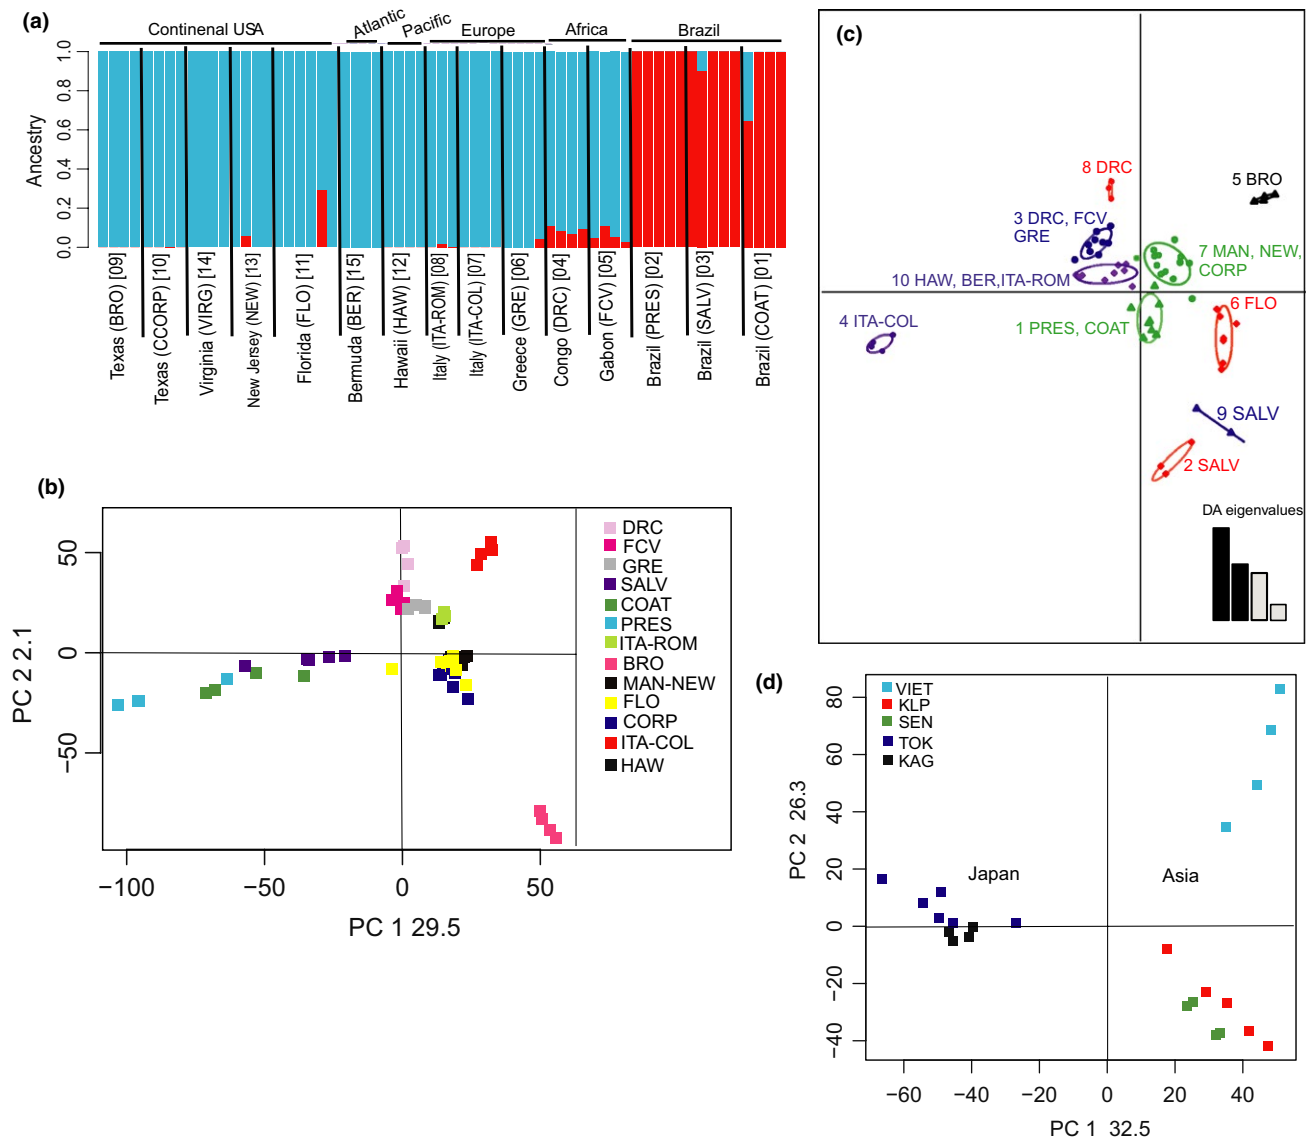 (a)
Continenal USA
Atlantic
Pacific
Europe
Africa
Brazil
Ancestry
1.0
0.8
0.6
0.4
0.2
0.0
Texas (BRO) [09]
Texas (CCORP) [10]
Virginia (VIRG) [14]
New Jersey (NEW) [13]
Florida (FLO) [11]
Bermuda (BER) [15]
Hawaii (HAW) [12]
Italy (ITA-ROM) [08]
Italy (ITA-COL) [07]
Greece (GRE) [06]
Congo (DRC) [04]
Gabon (FCV) [05]
Brazil (PRES) [02]
Brazil (SALV) [03]
Brazil (COAT) [01]
(b)
PC 2 2.1
50
0
−50
−100
−50
0
50
PC 1 29.5
DRC
FCV
GRE
SALV
COAT
PRES
ITA-ROM
BRO
MAN-NEW
FLO
CORP
ITA-COL
HAW
(c)
8 DRC
5 BRO
3 DRC, FCV,
GRE
7 MAN, NEW,
CORP
10 HAW, BER,ITA-ROM
6 FLO
4 ITA-COL
1 PRES, COAT
9 SALV
2 SALV
DA eigenvalues
(d)
VIET
KLP
SEN
TOK
KAG
PC 2 26.3
80
60
40
20
0
−20
−40
Japan
Asia
−60
−40
−20
0
20
40
PC 1 32.5